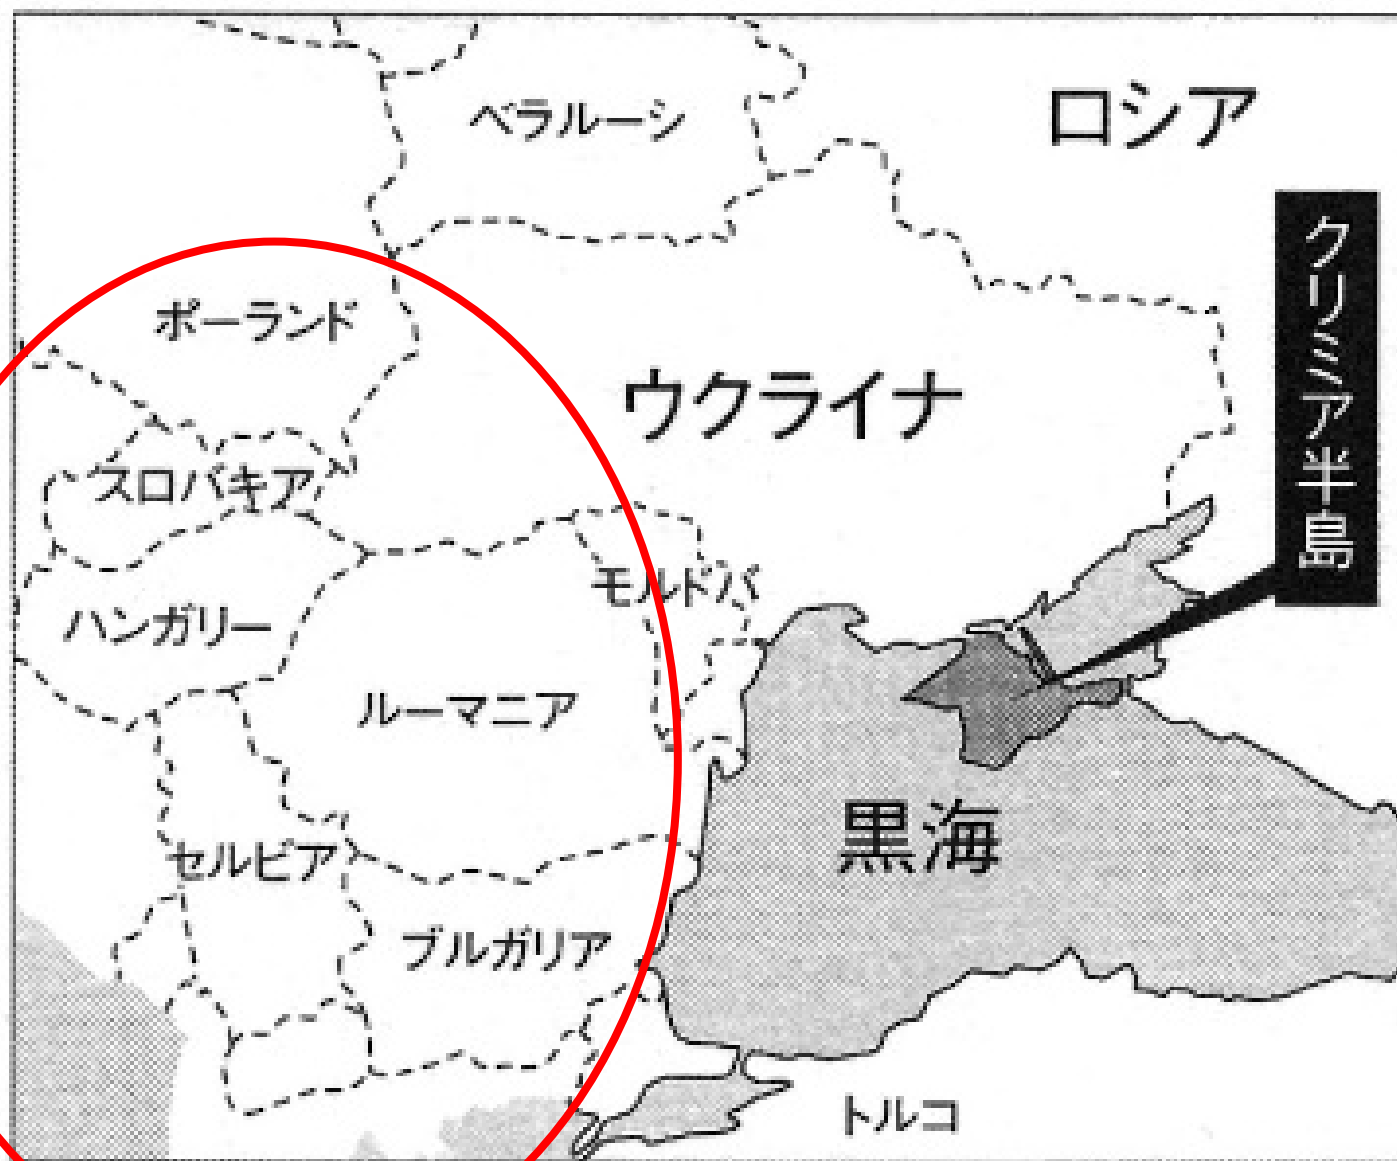 ベラルーシ
ロシア
クリミア半島
ポーランド
ウクライナ
スロバキア
モルドバ
ハンガリー
ルーマニア
黒海
セルビア
ブルガリア
トルコ